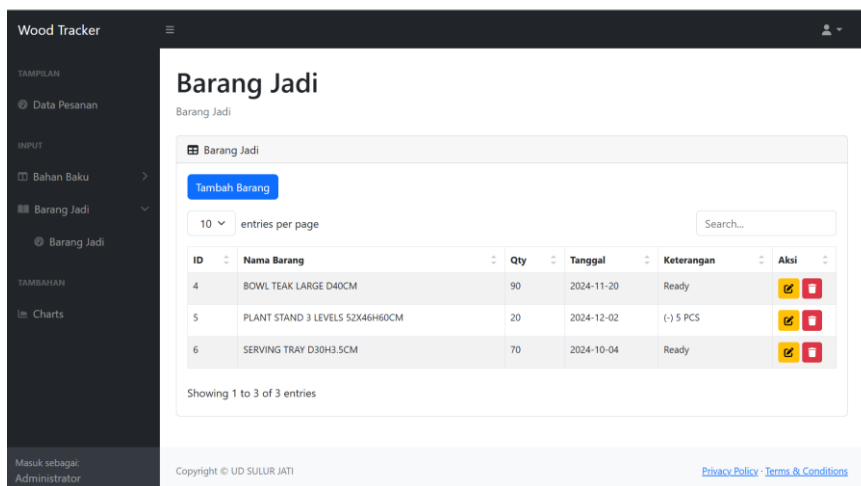 Wood Tracker
TAMPILAN
Data Pesanan
INPUT
Bahan Baku
Barang Jadi
Barang Jadi
TAMBAHAN
Charts
Masuk sebagai:
Administrator
Barang Jadi
Barang Jadi
Barang Jadi
Tambah Barang
10 entries per page Search...
ID Nama Barang Qty Tanggal Keterangan Aksi
4 BOWL TEAK LARGE D40CM 90 2024-11-20 Ready
5 PLANT STAND 3 LEVELS 52X46H60CM 20 2024-12-02 (-) 5 PCS
6 SERVING TRAY D30H3.5CM 70 2024-10-04 Ready
Showing 1 to 3 of 3 entries
Copyright © UD SULUR JATI Privacy Policy · Terms & Conditions